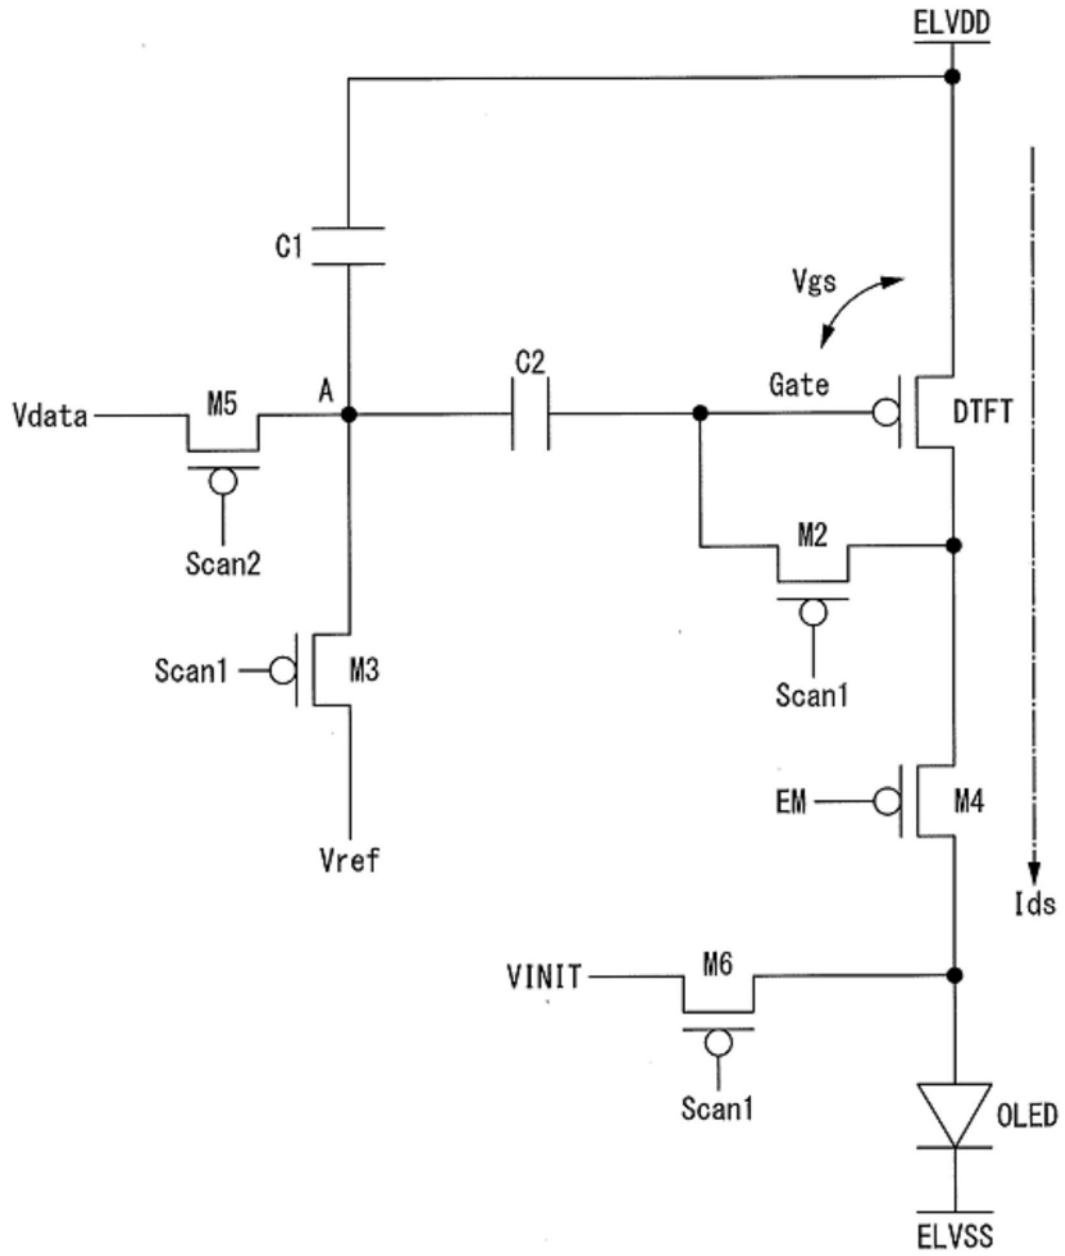 ELVDD
C1
Vgs
C2
A
Gate
M5
Vdata
DTFT
M2
Scan2
Scan1
M3
Scan1
EM
M4
Vref
Ids
M6
VINIT
Scan1
OLED
ELVSS